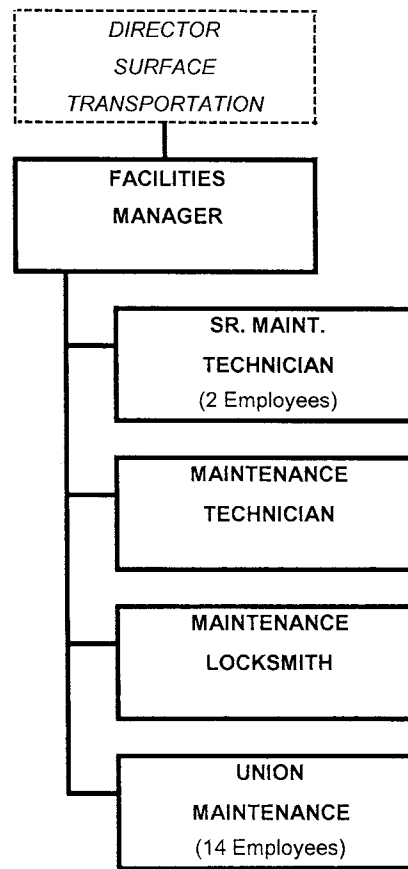 DIRECTOR
SURFACE
TRANSPORTATION
FACILITIES
MANAGER
SR. MAINT.
TECHNICIAN
(2 Employees)
MAINTENANCE
TECHNICIAN
MAINTENANCE
LOCKSMITH
UNION
MAINTENANCE
(14 Employees)